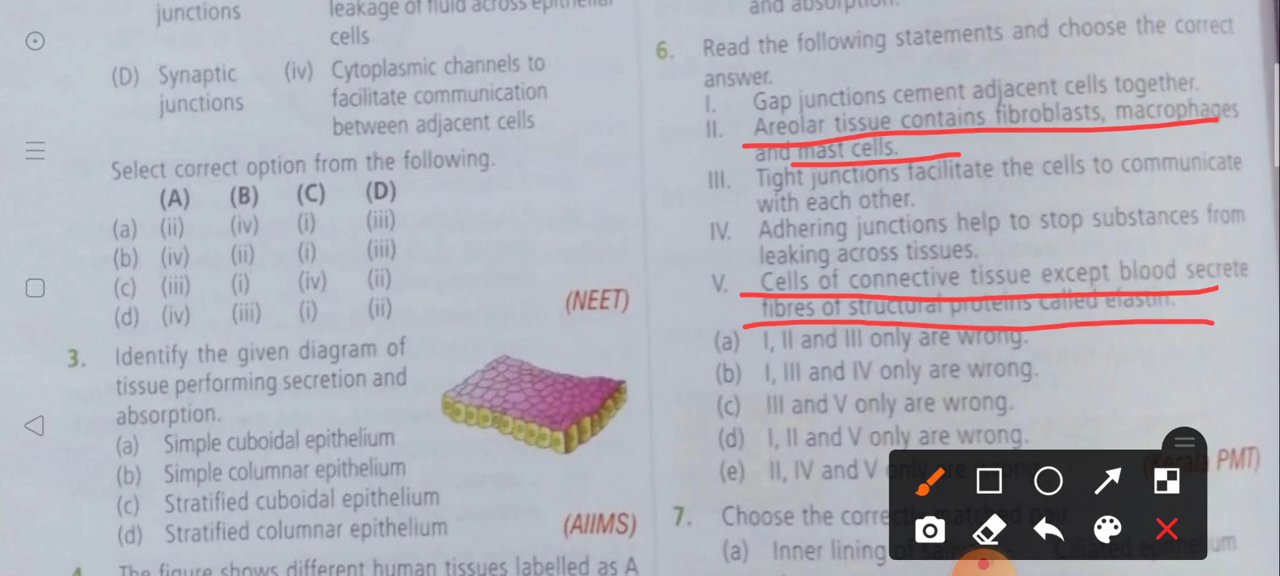 junctions
leakage of fluid across epithelial
cells
(D) Synaptic (iv) Cytoplasmic channels to
junctions facilitate communication
between adjacent cells
Select correct option from the following.
(A) (B) (C) (D)
(a) (ii) (iv) (i) (iii)
(b) (iv) (ii) (i) (iii)
(c) (iii) (i) (iv) (ii)
(d) (iv) (iii) (i) (ii)
(NEET)
3. Identify the given diagram of
tissue performing secretion and
absorption.
(a) Simple cuboidal epithelium
(b) Simple columnar epithelium
(c) Stratified cuboidal epithelium
(d) Stratified columnar epithelium
(AIIMS)
4. The figure shows different human tissues labelled as A
and absorption.
6. Read the following statements and choose the correct
answer.
I. Gap junctions cement adjacent cells together.
II. Areolar tissue contains fibroblasts, macrophages
and mast cells.
III. Tight junctions facilitate the cells to communicate
with each other.
IV. Adhering junctions help to stop substances from
leaking across tissues.
V. Cells of connective tissue except blood secrete
fibres of structural proteins called elastin.
(a) I, II and III only are wrong.
(b) I, III and IV only are wrong.
(c) III and V only are wrong.
(d) I, II and V only are wrong.
(e) II, IV and V only are wrong.
(Kerala PMT)
7. Choose the correctly matched pair.
(a) Inner lining of Ciliated epithelium